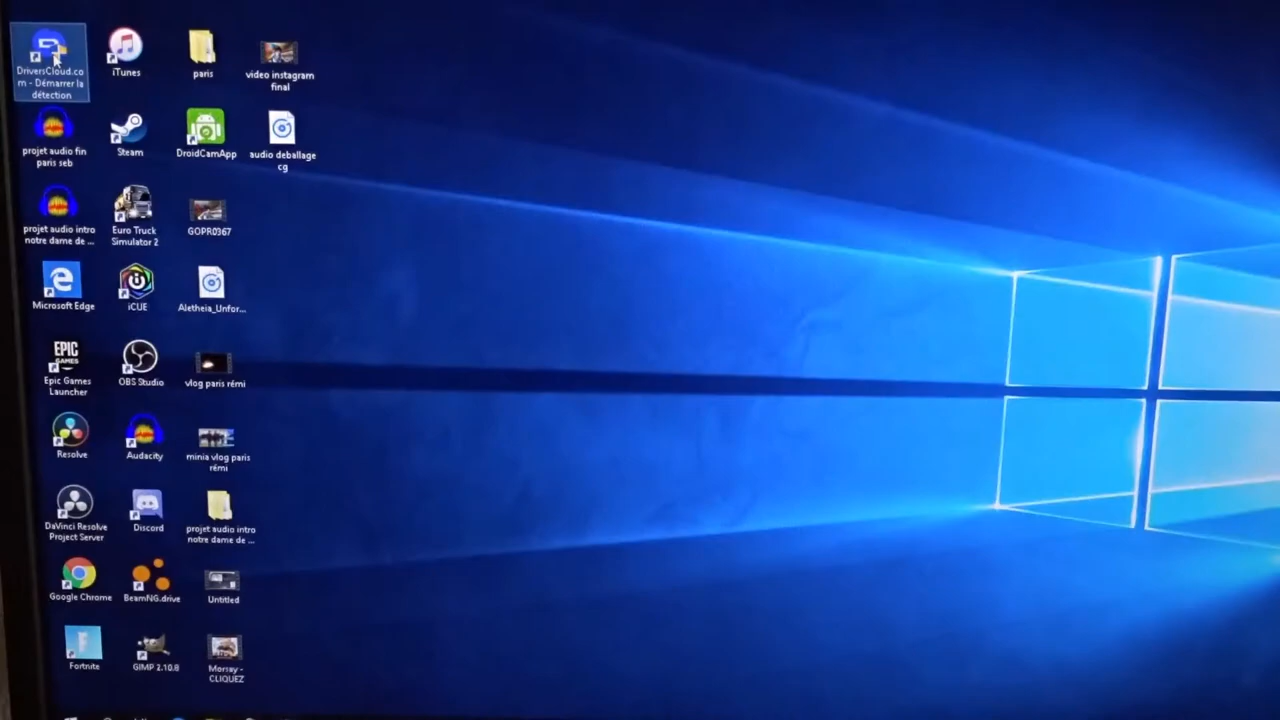 DriversCloud.co
m - Démarrer la
détection
iTunes
paris
video instagram
final
projet audio fin
paris seb
Steam
DroidCamApp
audio deballage
cg
projet audio intro
notre dame de ...
Euro Truck
Simulator 2
GOPR0367
Microsoft Edge
iCUE
Aletheia_Unfor...
EPIC
GAMES
Epic Games
Launcher
OBS Studio
vlog paris rémi
Resolve
Audacity
minia vlog paris
rémi
DaVinci Resolve
Project Server
Discord
projet audio intro
notre dame de ...
Google Chrome
BeamNG.drive
Untitled
Fortnite
GIMP 2.10.8
Morsay -
CLIQUEZ